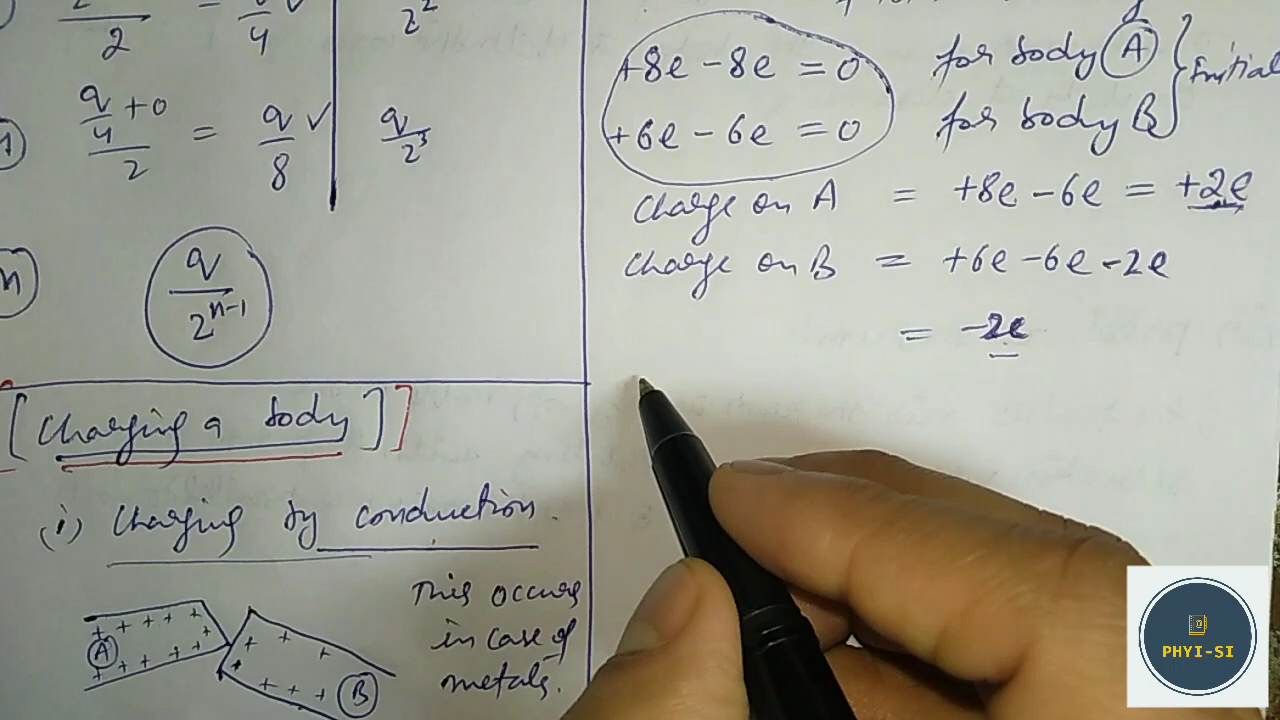 2 = 4 ✓ q/2²
(q/4 + 0)/2 = q/8 ✓ q/2³
n) q/2^(n-1)
[Charging a body]]
(i) Charging by conduction.
This occurs
in case of
metals.
A
B
+8e -8e = 0 for body A } Initial
+6e - 6e = 0 for body B
Charge on A = +8e - 6e = +2e
Charge on B = +6e - 6e - 2e
= -2e
PHYI-SI